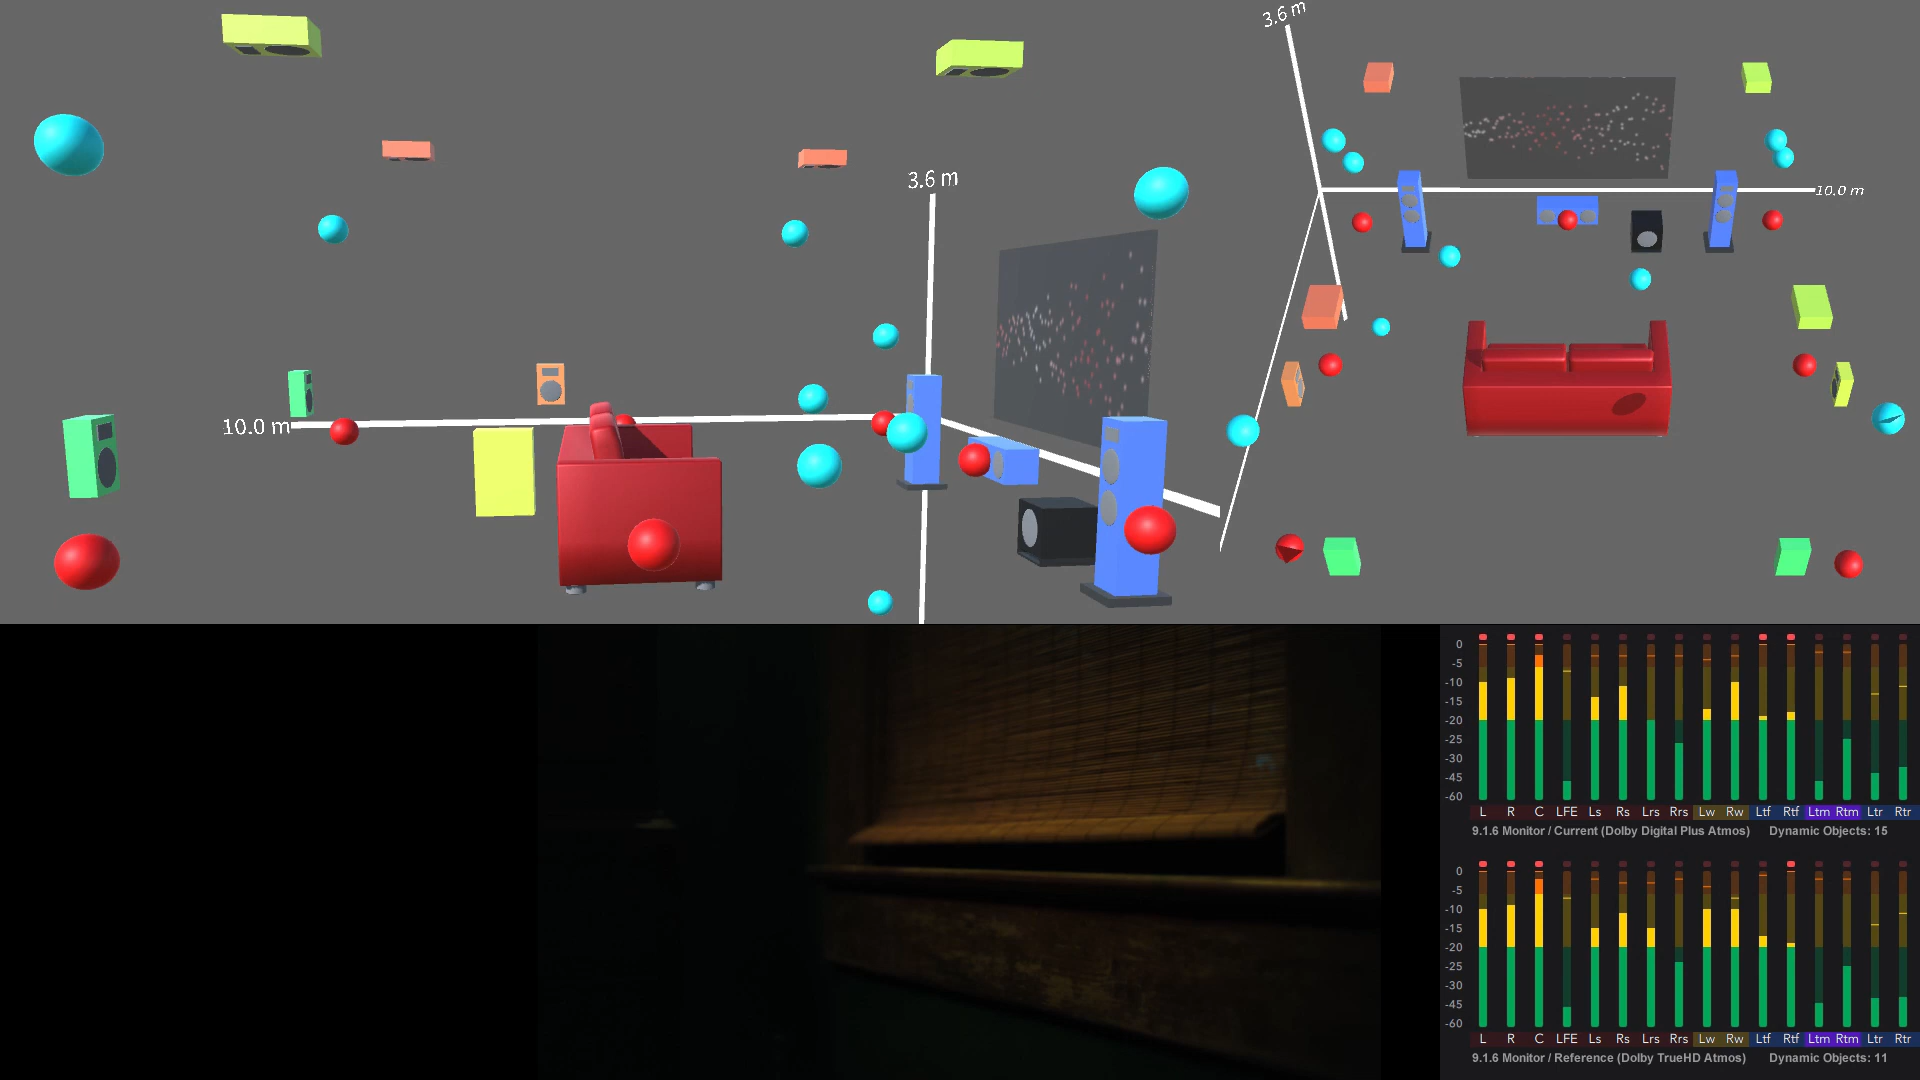 3.6 m
3.6 m
10.0 m
10.0 m
0
-5
-10
-15
-20
-25
-30
-45
-60
L R C LFE Ls Rs Lrs Rrs Lw Rw Ltf Rtf Ltm Rtm Ltr Rtr
9.1.6 Monitor / Current (Dolby Digital Plus Atmos) Dynamic Objects: 15
0
-5
-10
-15
-20
-25
-30
-45
-60
L R C LFE Ls Rs Lrs Rrs Lw Rw Ltf Rtf Ltm Rtm Ltr Rtr
9.1.6 Monitor / Reference (Dolby TrueHD Atmos) Dynamic Objects: 11